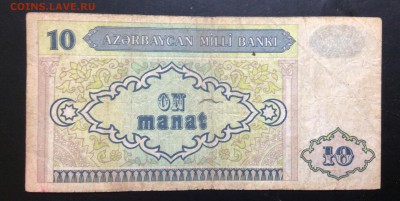 COINS.LAVE.RU
10
AZƏRBAYCAN MİLLİ BANKI
ON
manat
10